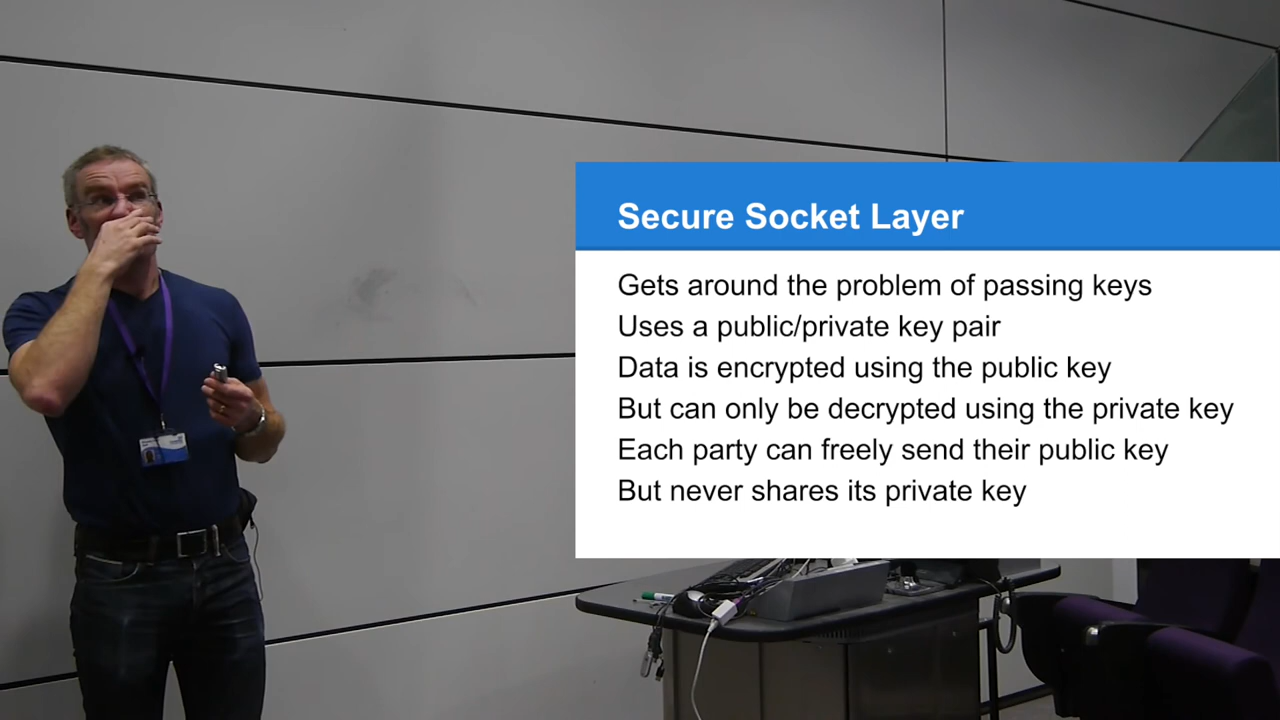 Secure Socket Layer
Gets around the problem of passing keys
Uses a public/private key pair
Data is encrypted using the public key
But can only be decrypted using the private key
Each party can freely send their public key
But never shares its private key